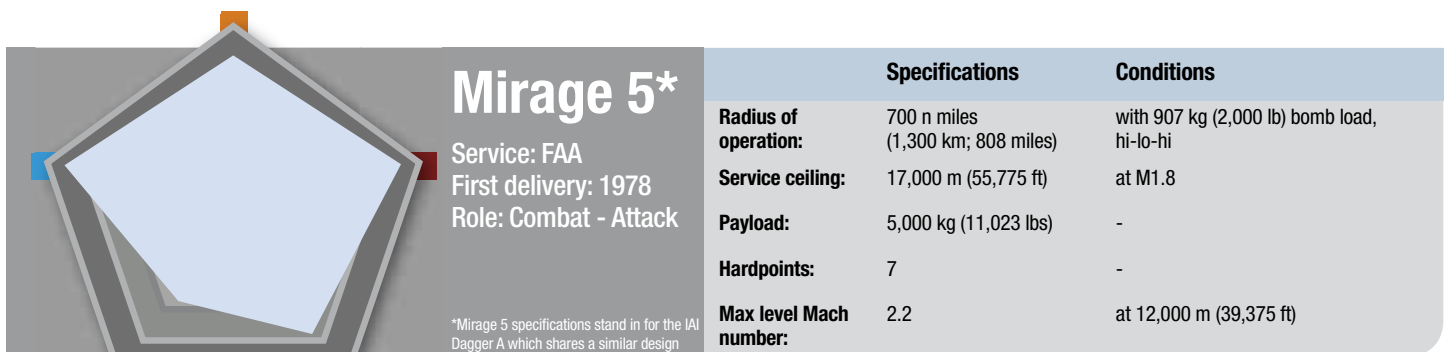 Mirage 5*
Service: FAA
First delivery: 1978
Role: Combat - Attack
*Mirage 5 specifications stand in for the IAI
Dagger A which shares a similar design
Specifications Conditions
Radius of operation: 700 n miles (1,300 km; 808 miles) with 907 kg (2,000 lb) bomb load, hi-lo-hi
Service ceiling: 17,000 m (55,775 ft) at M1.8
Payload: 5,000 kg (11,023 lbs) -
Hardpoints: 7 -
Max level Mach number: 2.2 at 12,000 m (39,375 ft)